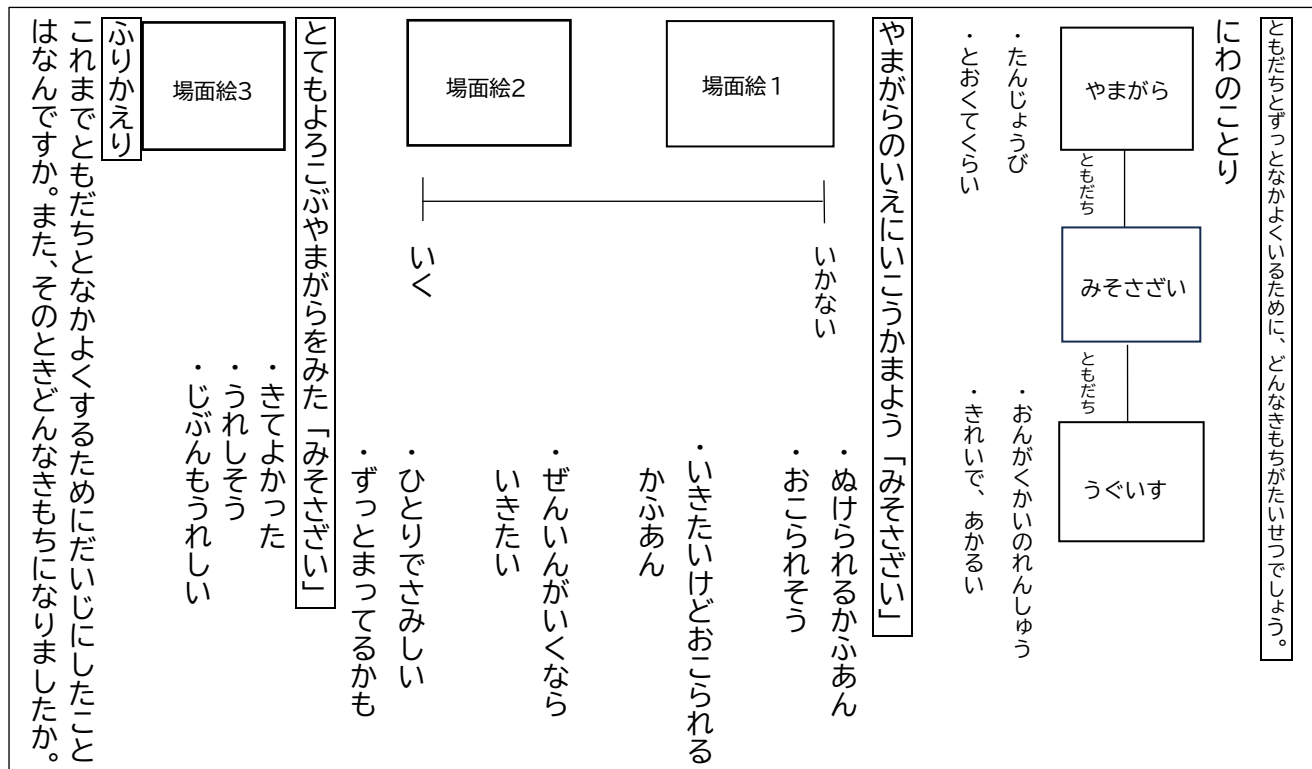 ともだちとずっとなかよくいるために、どんなきもちがたいせつでしょう。
にわのことり
やまがら
ともだち
みそさざい
ともだち
うぐいす
・たんじょうび
・とおくてくらい
・おんがくかいのれんしゅう
・きれいで、あかるい
やまがらのいえにいこうかまよう「みそさざい」
場面絵1
場面絵2
いかない
いく
・ぬけられるかふあん
・おこられそう
・いきたいけどおこられる
かふあん
・ぜんいんがいくなら
いきたい
・ひとりでさみしい
・ずっとまってるかも
とてもよろこぶやまがらをみた「みそさざい」
場面絵3
・きてよかった
・うれしそう
・じぶんもうれしい
ふりかえり
これまでともだちとなかよくするためにだいじにしたこと
はなんですか。また、そのときどんなきもちになりましたか。